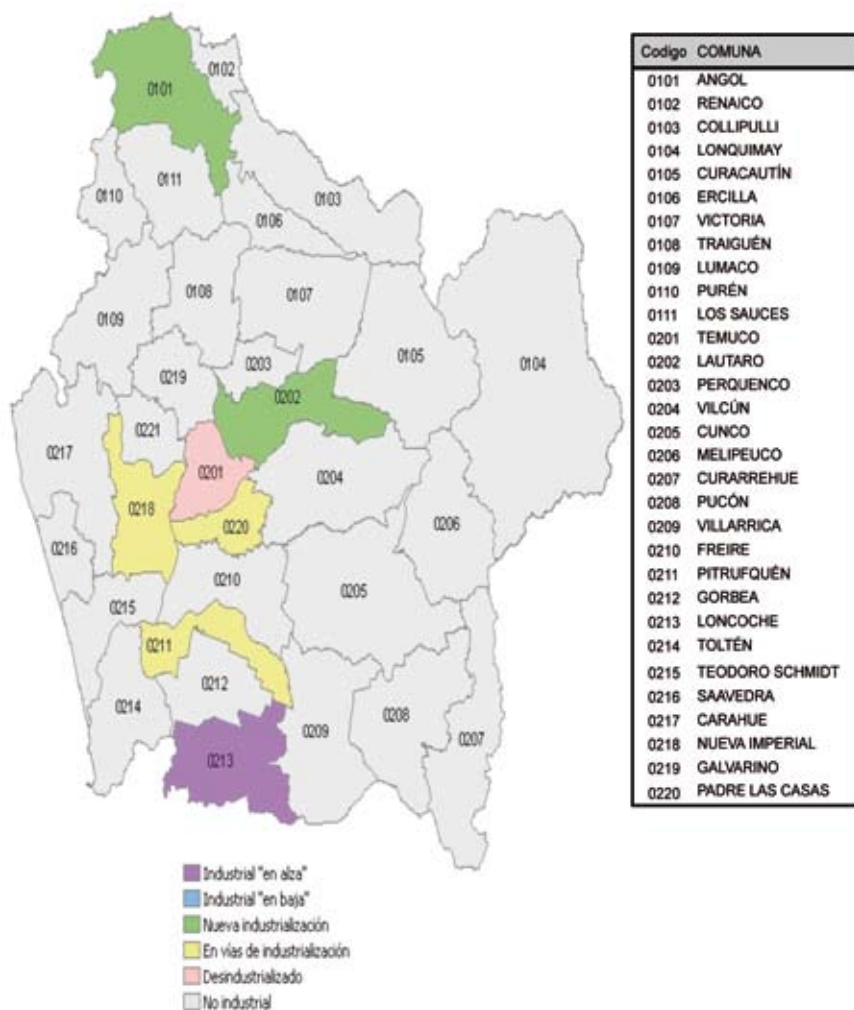 Codigo COMUNA
0101 ANGOL
0102 RENAICO
0103 COLLIPULLI
0104 LONQUIMAY
0105 CURACAUTÍN
0106 ERCILLA
0107 VICTORIA
0108 TRAIGUÉN
0109 LUMACO
0110 PURÉN
0111 LOS SAUCES
0201 TEMUCO
0202 LAUTARO
0203 PERQUENCO
0204 VILCÚN
0205 CUNCO
0206 MELIPEUCO
0207 CURARREHUE
0208 PUCÓN
0209 VILLARRICA
0210 FREIRE
0211 PITRUFQUÉN
0212 GORBEA
0213 LONCOCHE
0214 TOLTÉN
0215 TEODORO SCHMIDT
0216 SAAVEDRA
0217 CARAHUE
0218 NUEVA IMPERIAL
0219 GALVARINO
0220 PADRE LAS CASAS
0102
0101
0111
0110
0103
0106
0108
0107
0109
0105
0104
0203
0219
0202
0221
0217
0201
0204
0218
0220
0206
0216
0210
0205
0215
0211
0212
0214
0209
0208
0207
0213
Industrial "en alza"
Industrial "en baja"
Nueva industrialización
En vías de industrialización
Desindustrializado
No industrial